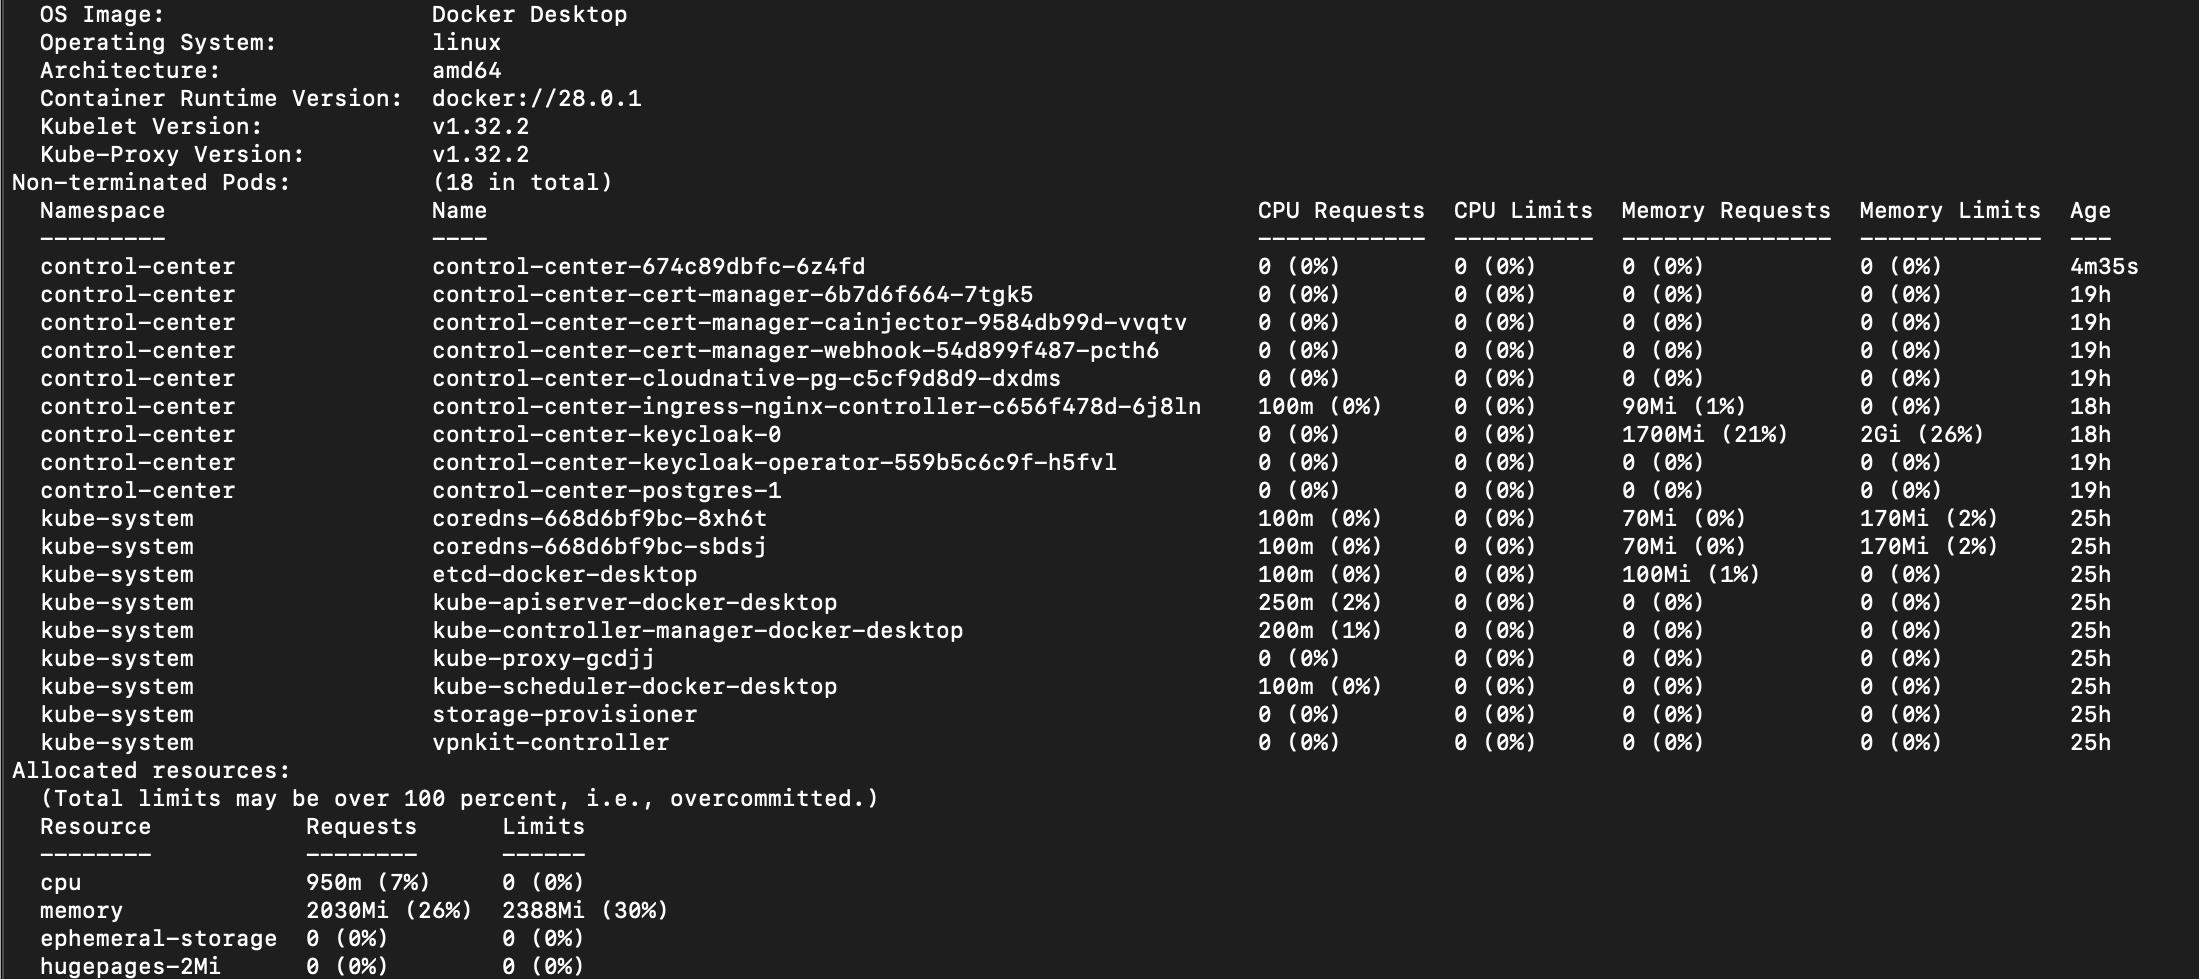 OS Image:                   Docker Desktop
Operating System:           linux
Architecture:               amd64
Container Runtime Version:  docker://28.0.1
Kubelet Version:            v1.32.2
Kube-Proxy Version:         v1.32.2
Non-terminated Pods:          (18 in total)
Namespace                   Name                                                       CPU Requests  CPU Limits  Memory Requests  Memory Limits  Age
---------                   ----                                                       ------------  ----------  ---------------  -------------  ---
control-center              control-center-674c89dbfc-6z4fd                            0 (0%)        0 (0%)      0 (0%)           0 (0%)         4m35s
control-center              control-center-cert-manager-6b7d6f664-7tgk5                0 (0%)        0 (0%)      0 (0%)           0 (0%)         19h
control-center              control-center-cert-manager-cainjector-9584db99d-vvqtv     0 (0%)        0 (0%)      0 (0%)           0 (0%)         19h
control-center              control-center-cert-manager-webhook-54d899f487-pcth6       0 (0%)        0 (0%)      0 (0%)           0 (0%)         19h
control-center              control-center-cloudnative-pg-c5cf9d8d9-dxdms              0 (0%)        0 (0%)      0 (0%)           0 (0%)         19h
control-center              control-center-ingress-nginx-controller-c656f478d-6j8ln    100m (0%)     0 (0%)      90Mi (1%)        0 (0%)         18h
control-center              control-center-keycloak-0                                  0 (0%)        0 (0%)      1700Mi (21%)     2Gi (26%)      18h
control-center              control-center-keycloak-operator-559b5c6c9f-h5fvl          0 (0%)        0 (0%)      0 (0%)           0 (0%)         19h
control-center              control-center-postgres-1                                  0 (0%)        0 (0%)      0 (0%)           0 (0%)         19h
kube-system                 coredns-668d6bf9bc-8xh6t                                   100m (0%)     0 (0%)      70Mi (0%)        170Mi (2%)     25h
kube-system                 coredns-668d6bf9bc-sbdsj                                   100m (0%)     0 (0%)      70Mi (0%)        170Mi (2%)     25h
kube-system                 etcd-docker-desktop                                        100m (0%)     0 (0%)      100Mi (1%)       0 (0%)         25h
kube-system                 kube-apiserver-docker-desktop                              250m (2%)     0 (0%)      0 (0%)           0 (0%)         25h
kube-system                 kube-controller-manager-docker-desktop                     200m (1%)     0 (0%)      0 (0%)           0 (0%)         25h
kube-system                 kube-proxy-gcdjj                                           0 (0%)        0 (0%)      0 (0%)           0 (0%)         25h
kube-system                 kube-scheduler-docker-desktop                              100m (0%)     0 (0%)      0 (0%)           0 (0%)         25h
kube-system                 storage-provisioner                                        0 (0%)        0 (0%)      0 (0%)           0 (0%)         25h
kube-system                 vpnkit-controller                                          0 (0%)        0 (0%)      0 (0%)           0 (0%)         25h
Allocated resources:
(Total limits may be over 100 percent, i.e., overcommitted.)
Resource           Requests      Limits
--------           --------      ------
cpu                950m (7%)     0 (0%)
memory             2030Mi (26%)  2388Mi (30%)
ephemeral-storage  0 (0%)        0 (0%)
hugepages-2Mi      0 (0%)        0 (0%)